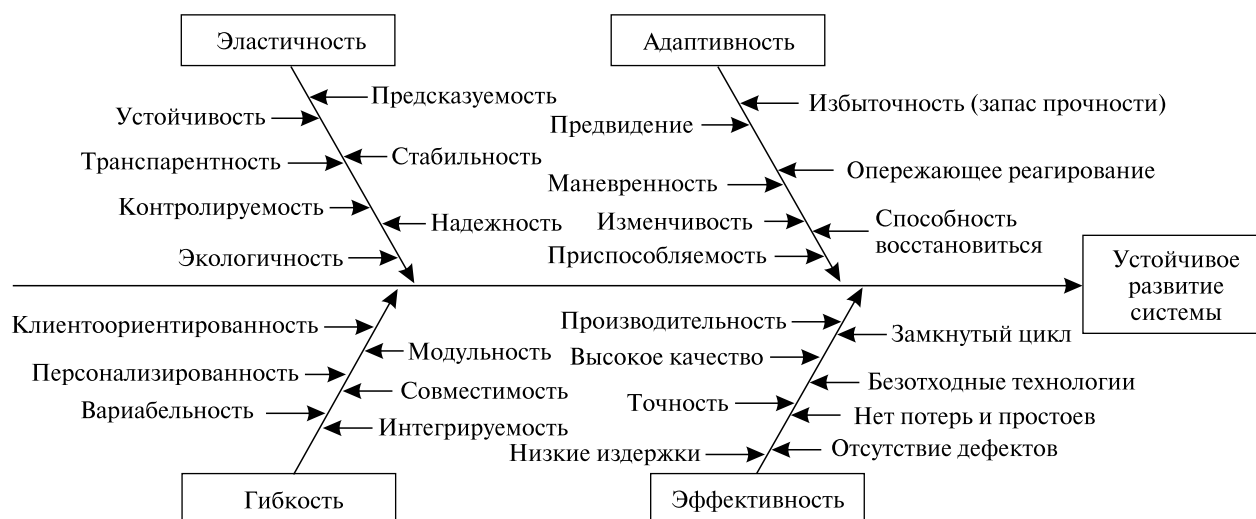 Эластичность
Адаптивность
Предсказуемость
Устойчивость
Транспарентность
Стабильность
Контролируемость
Надежность
Экологичность
Избыточность (запас прочности)
Предвидение
Опережающее реагирование
Маневренность
Изменчивость
Способность
восстановиться
Приспособляемость
Устойчивое
развитие
системы
Клиентоориентированность
Модульность
Персонализированность
Совместимость
Вариабельность
Интегрируемость
Производительность
Замкнутый цикл
Высокое качество
Безотходные технологии
Точность
Нет потерь и простоев
Отсутствие дефектов
Низкие издержки
Гибкость
Эффективность